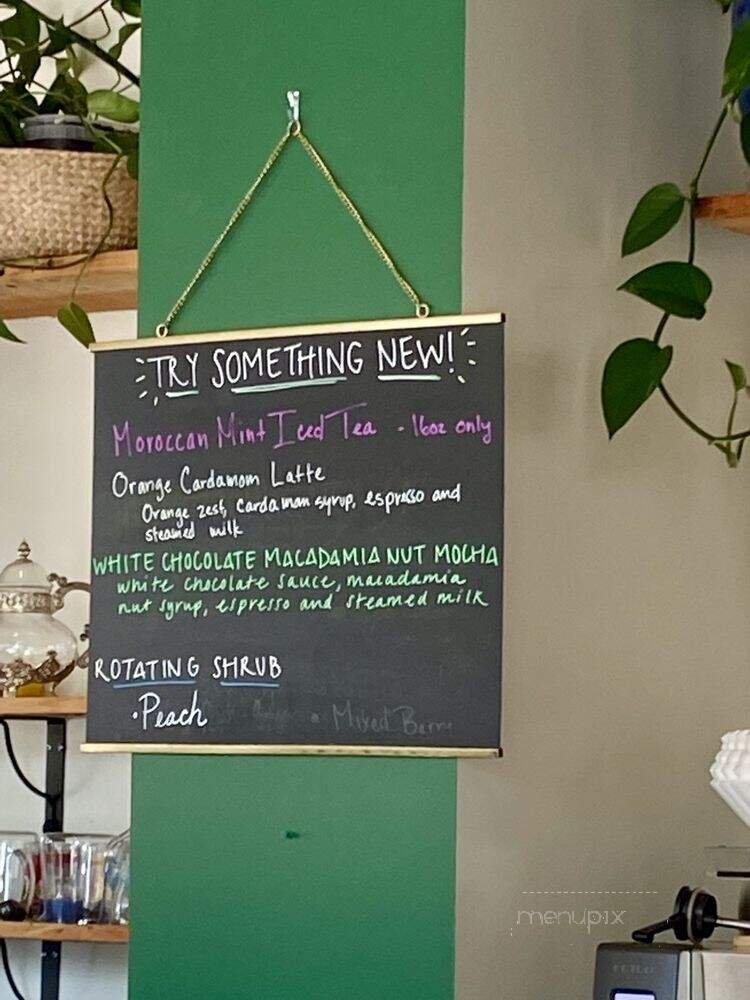 TRY SOMETHING NEW!
Moroccan Mint Iced Tea - 16oz only
Orange Cardamom Latte
Orange zest, cardamom syrup, espresso and
steamed milk
WHITE CHOCOLATE MACADAMIA NUT MOCHA
white chocolate sauce, macadamia
nut syrup, espresso and steamed milk
ROTATING SHRUB
• Peach
• Mixed Berry
menupix